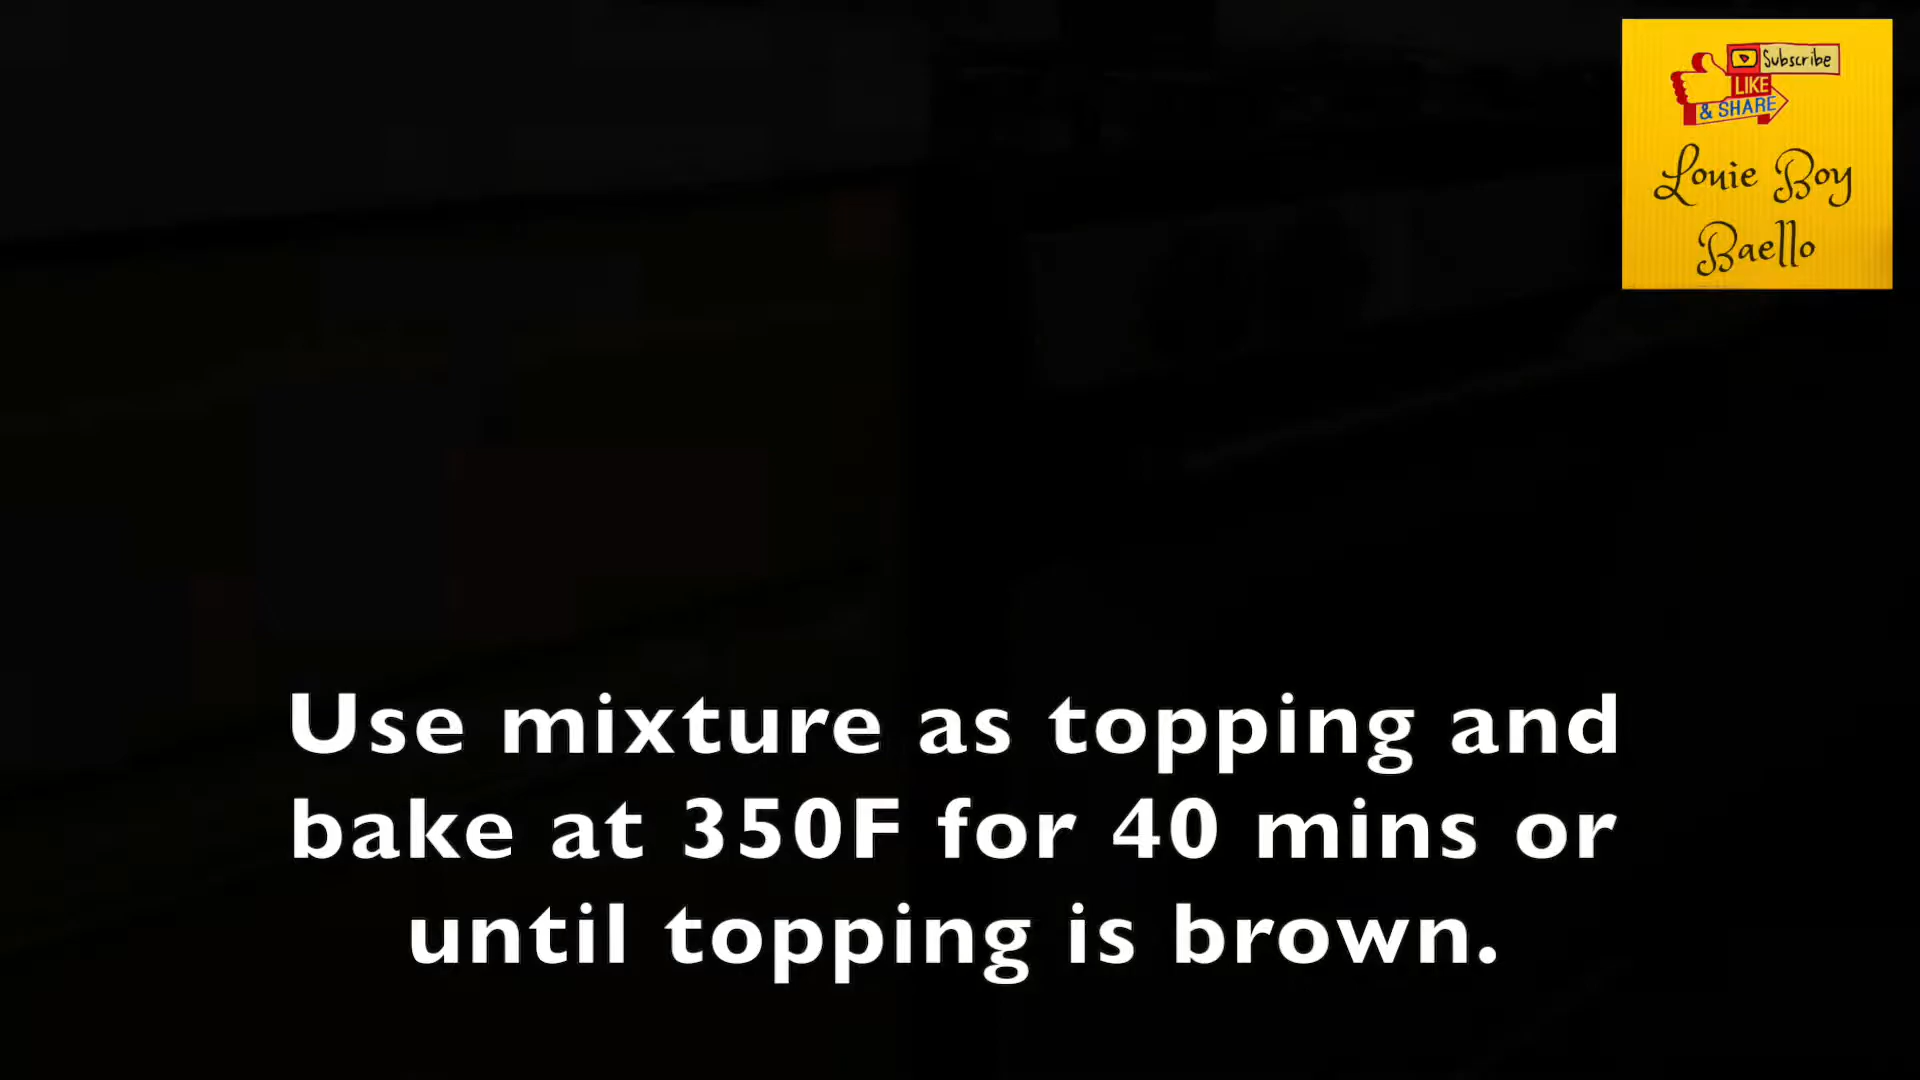 Subscribe
LIKE
& SHARE
Louie Boy
Baello
Use mixture as topping and
bake at 350F for 40 mins or
until topping is brown.